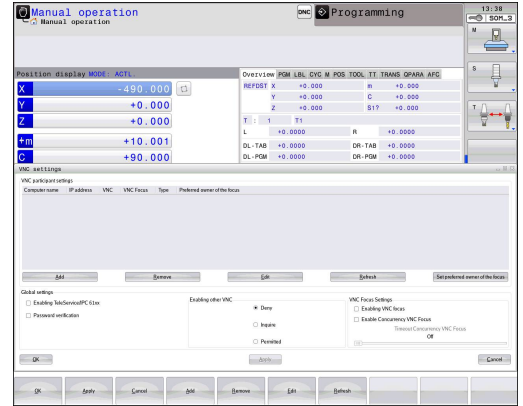 Manual operation
Manual operation
DNC
Programming
13:38
SOM_2
M
Position display MODE: ACTL.
X -490.000
Y +0.000
Z +0.000
+m +10.001
C +90.000
Overview PGM LBL CYC M POS TOOL TT TRANS QPARA AFC
REFDST X +0.000 m +0.000
Y +0.000 C +0.000
Z +0.000 S1? +0.000
T : 1 T1
L +0.0000 R +0.0000
DL-TAB +0.0000 DR-TAB +0.0000
DL-PGM +0.0000 DR-PGM +0.0000
S
T
VNC settings
VNC participant settings
Computer name IP address VNC VNC Focus Type Preferred owner of the focus
Add Remove Edit Refresh Set preferred owner of the focus
Global settings
Enabling TeleService/IPC 61xx
Password verification
Enabling other VNC
Deny
Inquire
Permitted
VNC Focus Settings
Enabling VNC focus
Enable Concurrency VNC Focus
Timeout Concurrency VNC Focus
Off
OK Apply Cancel
OK Apply Cancel Add Remove Edit Refresh